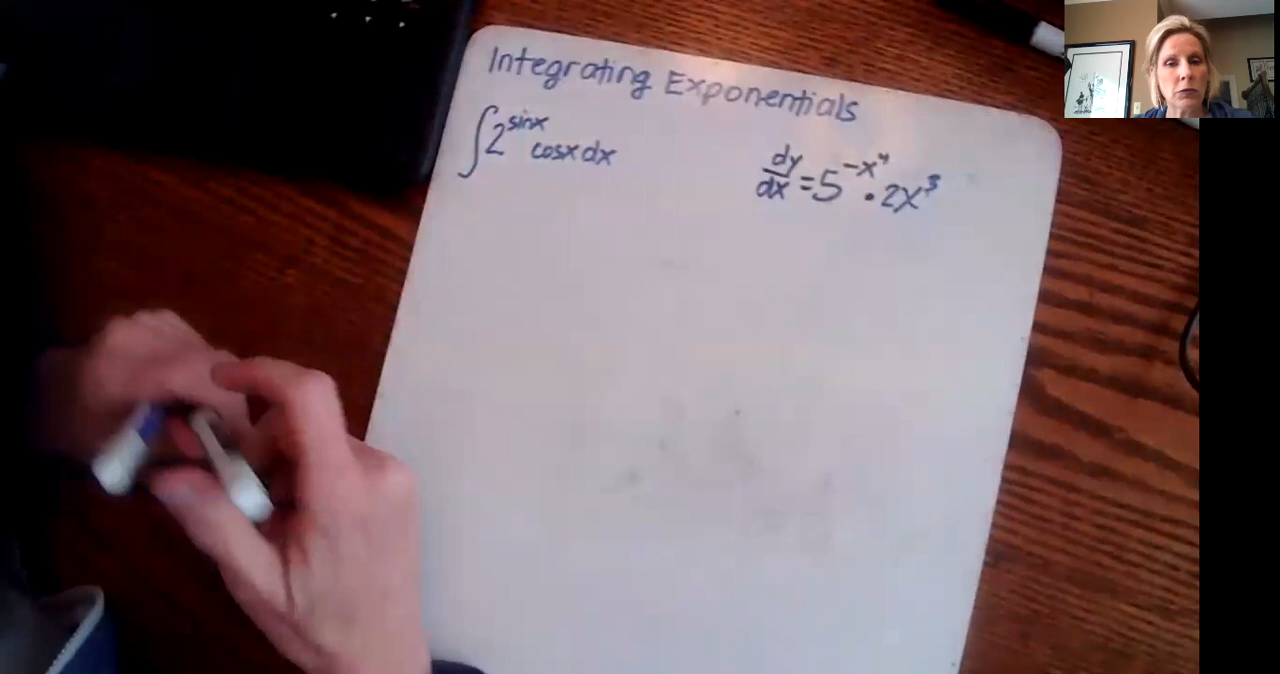 Integrating Exponentials
∫2^sinx cosx dx
dy/dx = 5^-x⁴ · 2x³